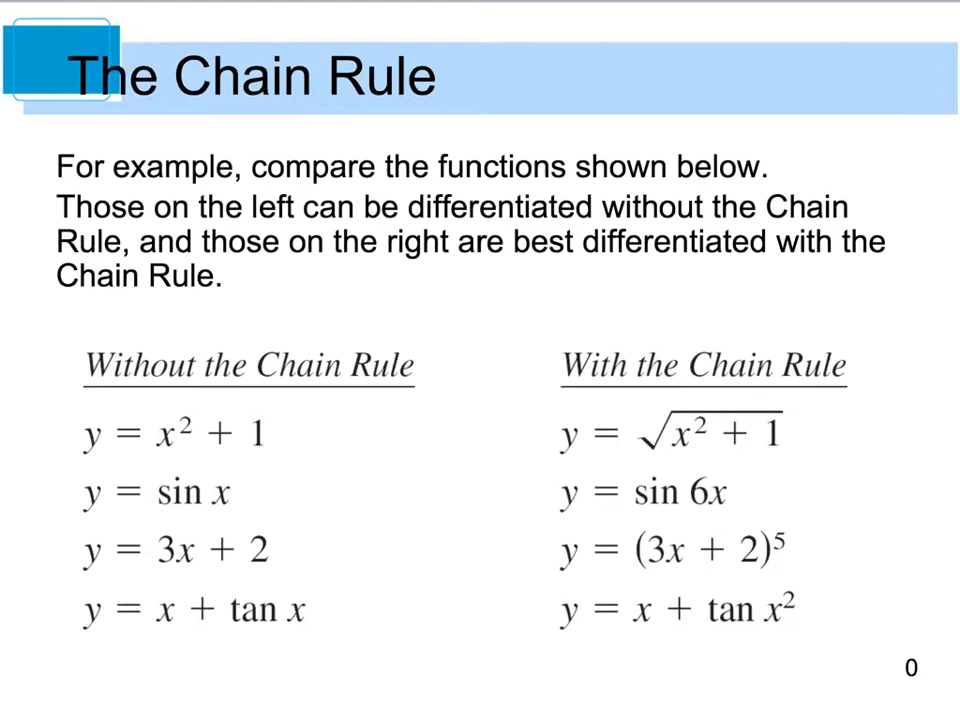 The Chain Rule
For example, compare the functions shown below.
Those on the left can be differentiated without the Chain
Rule, and those on the right are best differentiated with the
Chain Rule.
Without the Chain Rule
y = x² + 1
y = sin x
y = 3x + 2
y = x + tan x
With the Chain Rule
y = √(x² + 1)
y = sin 6x
y = (3x + 2)⁵
y = x + tan x²
0